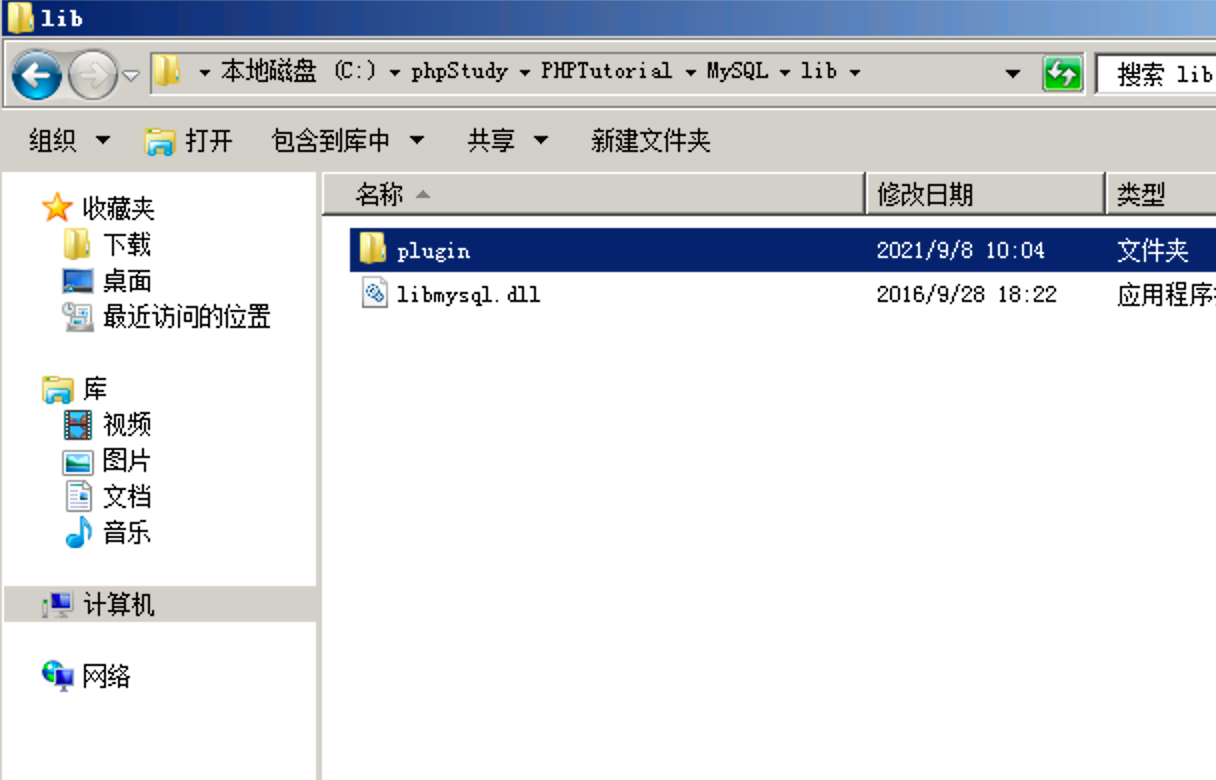 lib
本地磁盘 (C:) phpStudy PHPTutorial MySQL lib 搜索 lib
组织 打开 包含到库中 共享 新建文件夹
收藏夹
下载
桌面
最近访问的位置
库
视频
图片
文档
音乐
计算机
网络
名称 修改日期 类型
plugin 2021/9/8 10:04 文件夹
libmysql.dll 2016/9/28 18:22 应用程序